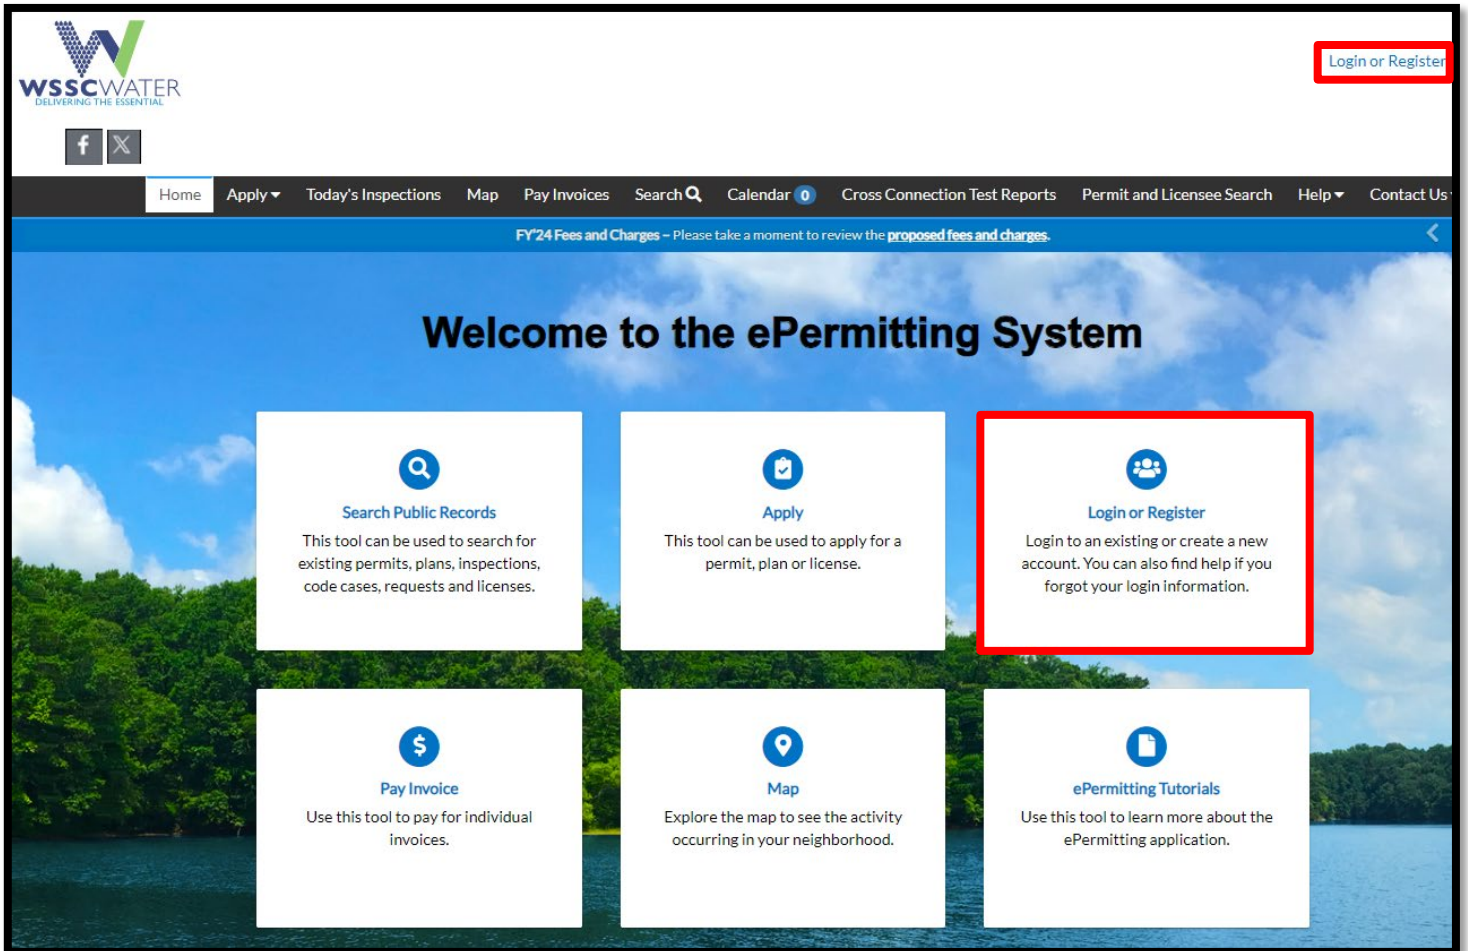 WSSCWATER
DELIVERING THE ESSENTIAL
Login or Register
Home Apply Today's Inspections Map Pay Invoices Search Calendar 0 Cross Connection Test Reports Permit and Licensee Search Help Contact Us
FY'24 Fees and Charges – Please take a moment to review the proposed fees and charges.
Welcome to the ePermitting System
Search Public Records
This tool can be used to search for
existing permits, plans, inspections,
code cases, requests and licenses.
Apply
This tool can be used to apply for a
permit, plan or license.
Login or Register
Login to an existing or create a new
account. You can also find help if you
forgot your login information.
Pay Invoice
Use this tool to pay for individual
invoices.
Map
Explore the map to see the activity
occurring in your neighborhood.
ePermitting Tutorials
Use this tool to learn more about the
ePermitting application.